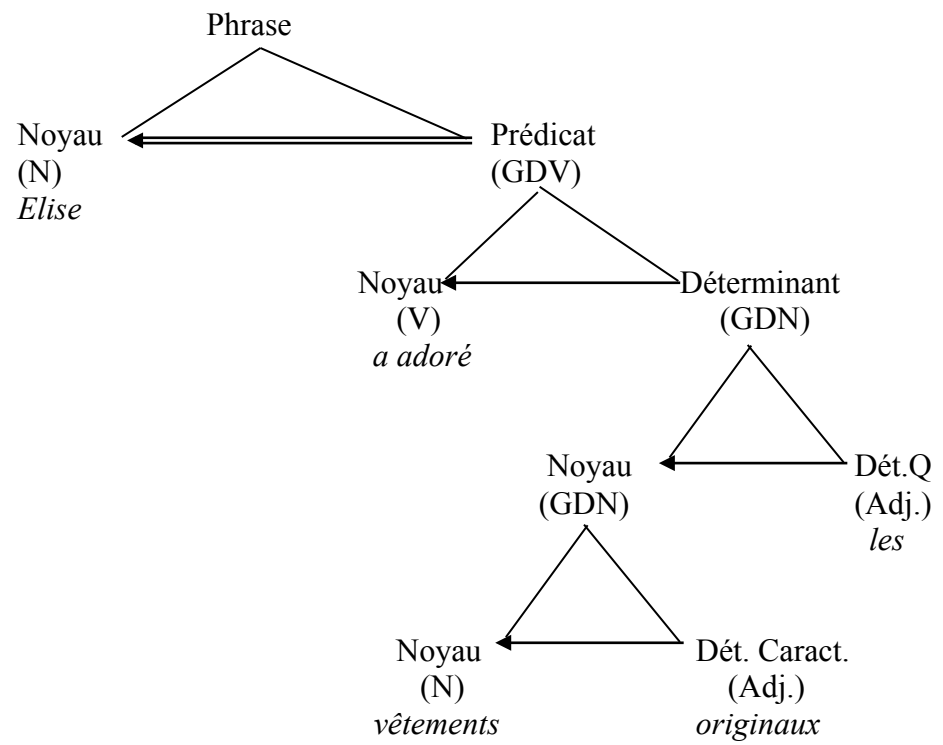 Phrase
Noyau Prédicat
(N) (GDV)
Elise
Noyau Déterminant
(V) (GDN)
a adoré
Noyau Dét.Q
(GDN) (Adj.)
les
Noyau Dét. Caract.
(N) (Adj.)
vêtements originaux